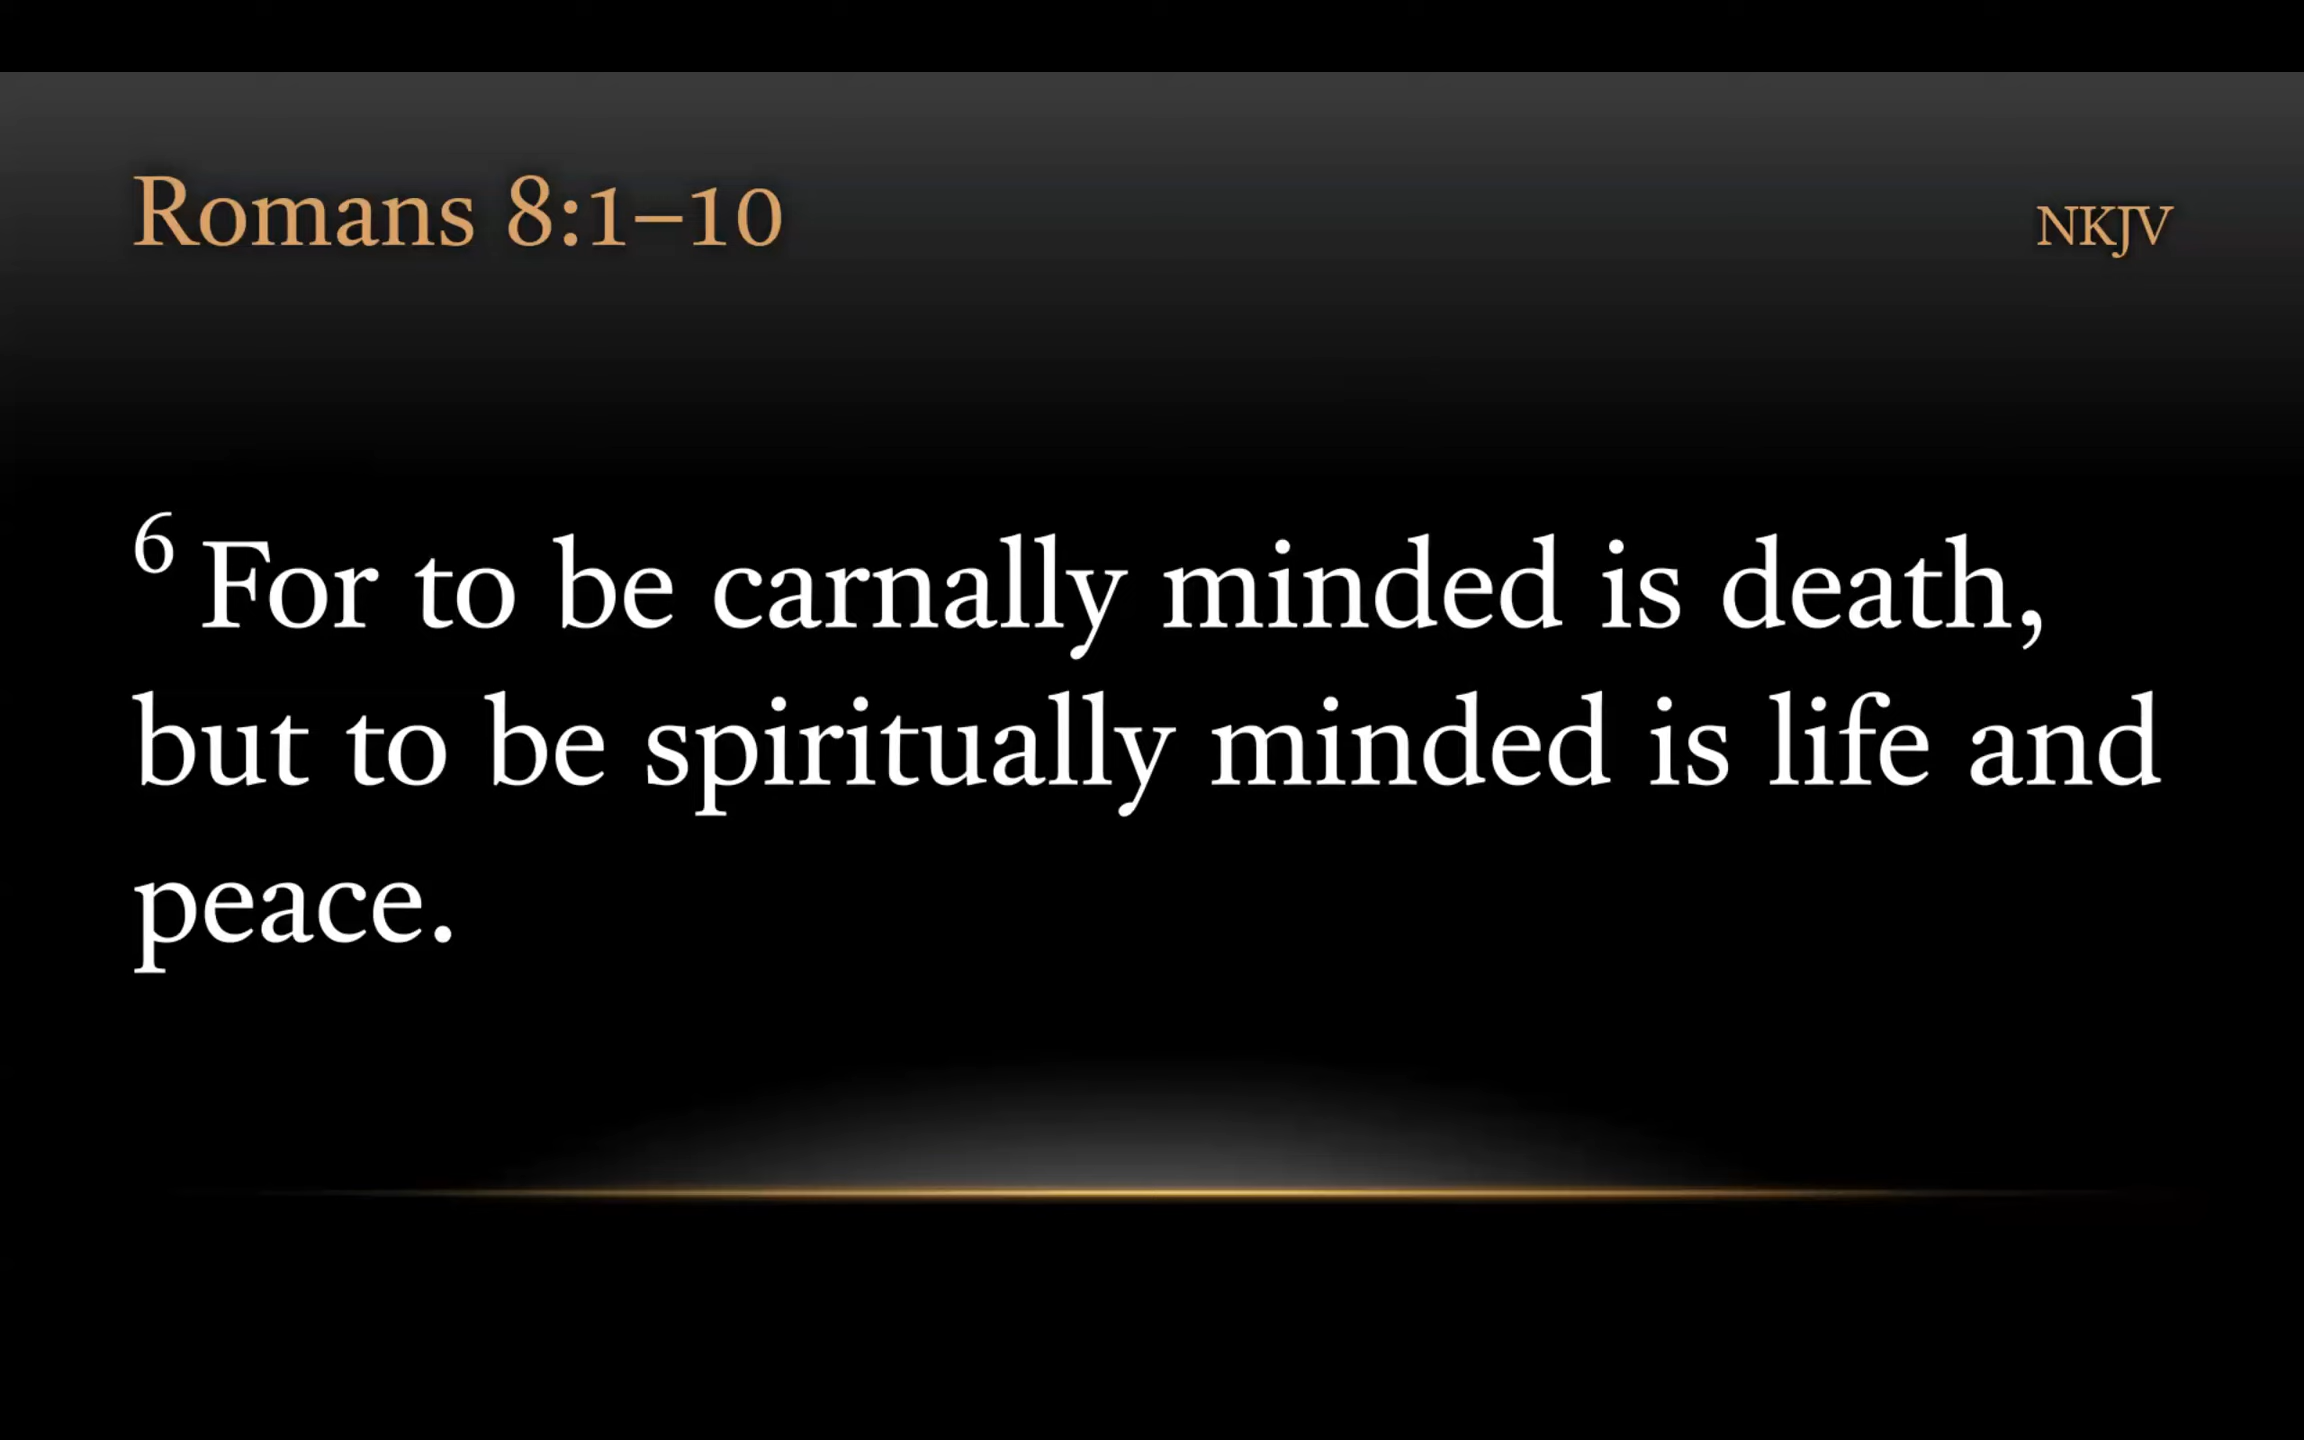 Romans 8:1–10
NKJV
6 For to be carnally minded is death,
but to be spiritually minded is life and
peace.